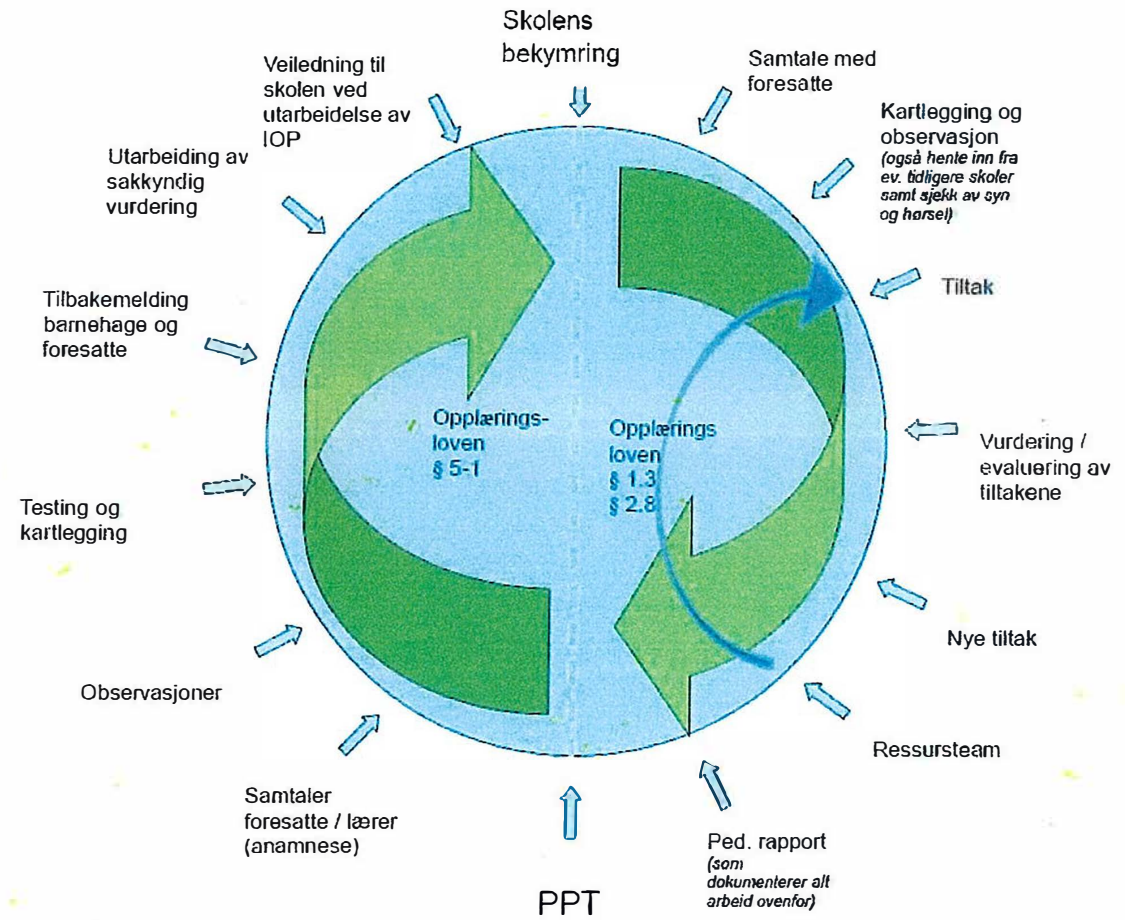 Skolens
bekymring
Samtale med
foresatte
Kartlegging og
observasjon
(også hente inn fra
ev. tidligere skoler
samt sjekk av syn
og hørsel)
Tiltak
Vurdering /
evaluering av
tiltakene
Nye tiltak
Ressursteam
Ped. rapport
(som
dokumenterer alt
arbeid ovenfor)
PPT
Samtaler
foresatte / lærer
(anamnese)
Observasjoner
Testing og
kartlegging
Tilbakemelding
barnehage og
foresatte
Utarbeiding av
sakkyndig
vurdering
Veiledning til
skolen ved
utarbeidelse av
IOP
Opplærings-
loven
§ 5-1
Opplærings
loven
§ 1.3
§ 2.8